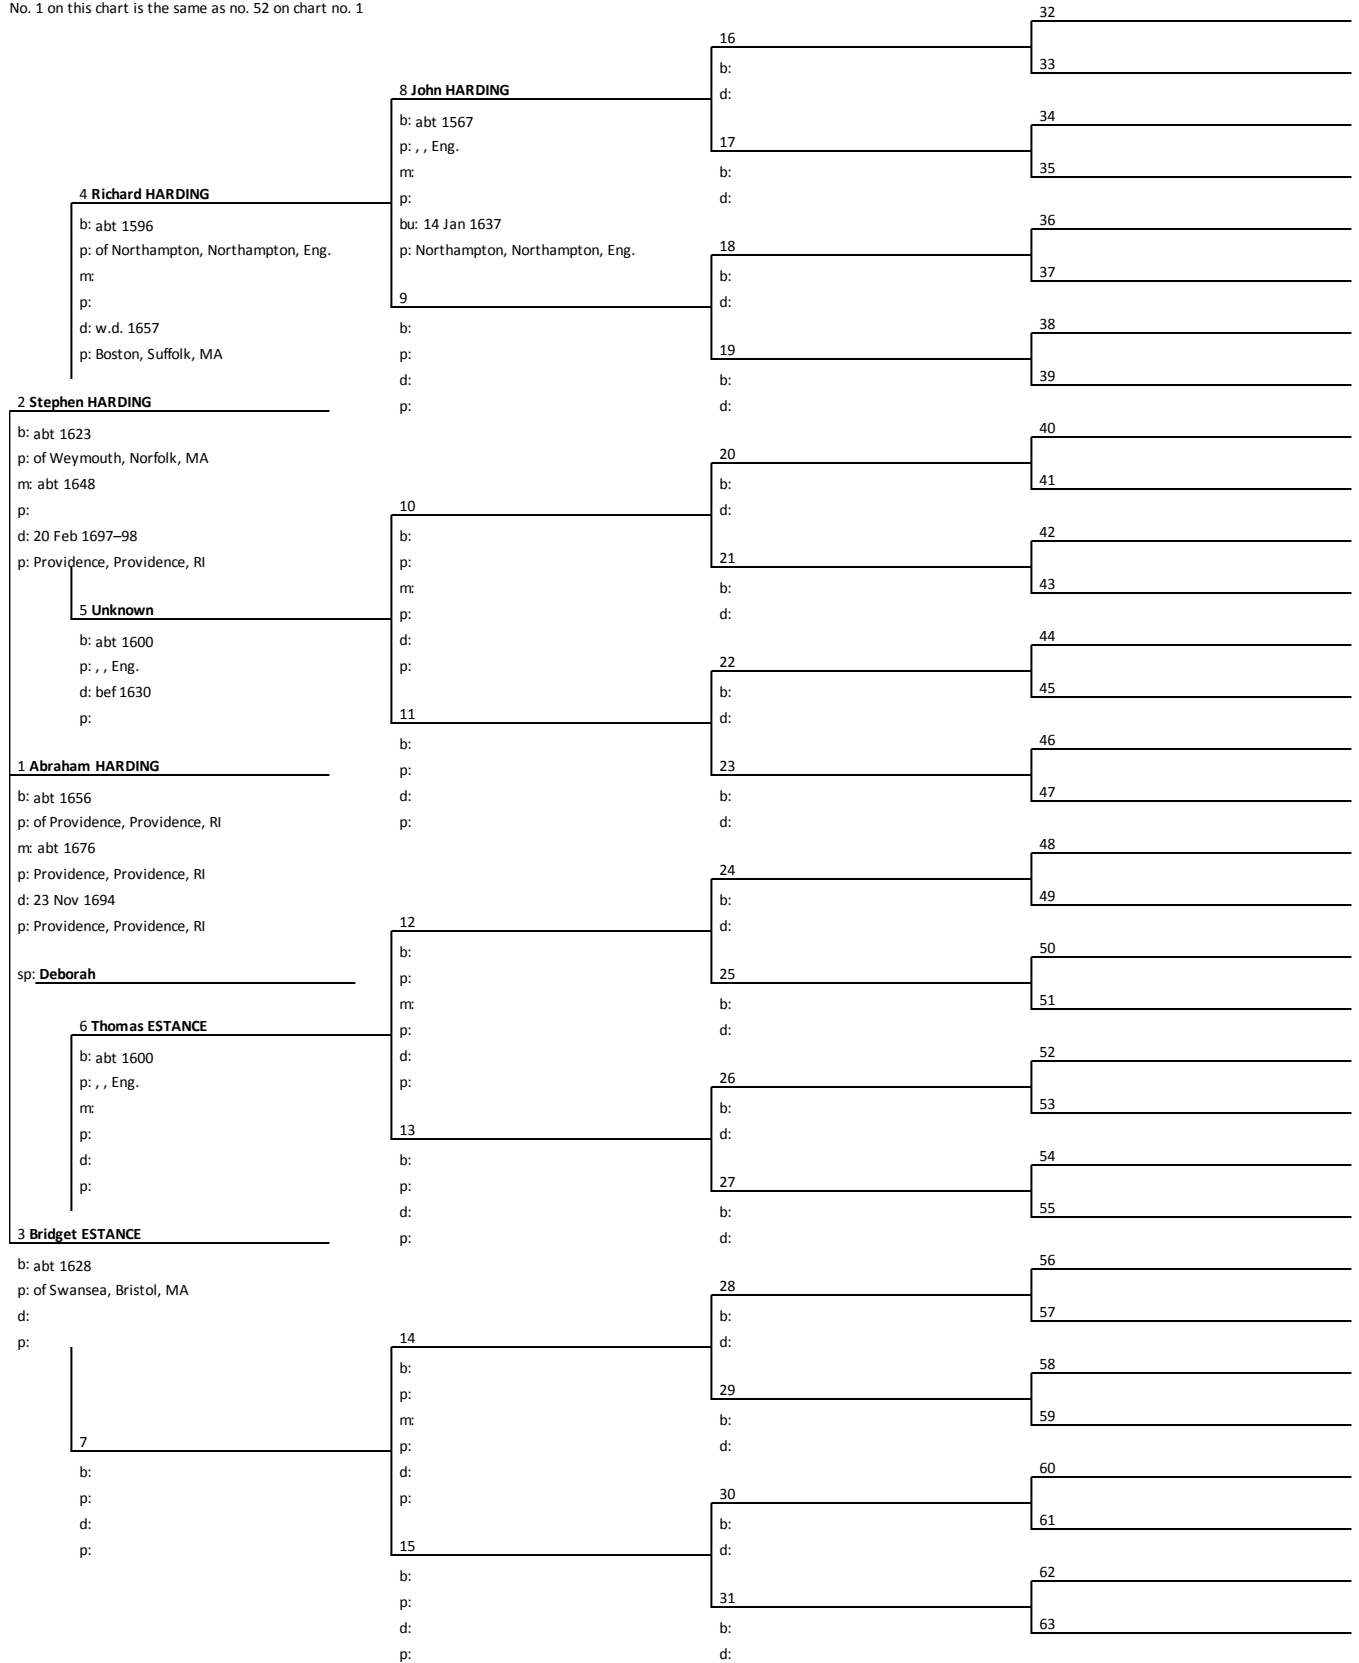 No. 1 on this chart is the same as no. 52 on chart no. 1
2 Stephen HARDING
b: abt 1623
p: of Weymouth, Norfolk, MA
m: abt 1648
p:
d: 20 Feb 1697–98
p: Providence, Providence, RI
1 Abraham HARDING
b: abt 1656
p: of Providence, Providence, RI
m: abt 1676
p: Providence, Providence, RI
d: 23 Nov 1694
p: Providence, Providence, RI
sp: Deborah
3 Bridget ESTANCE
b: abt 1628
p: of Swansea, Bristol, MA
d:
p:
4 Richard HARDING
b: abt 1596
p: of Northampton, Northampton, Eng.
m:
p:
d: w.d. 1657
p: Boston, Suffolk, MA
5 Unknown
b: abt 1600
p: , , Eng.
d: bef 1630
p:
6 Thomas ESTANCE
b: abt 1600
p: , , Eng.
m:
p:
d:
p:
7
b:
p:
d:
p:
8 John HARDING
b: abt 1567
p: , , Eng.
m:
p:
bu: 14 Jan 1637
p: Northampton, Northampton, Eng.
9
b:
p:
d:
p:
10
b:
p:
m:
p:
d:
p:
11
b:
p:
d:
p:
12
b:
p:
m:
p:
d:
p:
13
b:
p:
d:
p:
14
b:
p:
m:
p:
d:
p:
15
b:
p:
d:
p:
16
b:
d:
17
b:
d:
18
b:
d:
19
b:
d:
20
b:
d:
21
b:
d:
22
b:
d:
23
b:
d:
24
b:
d:
25
b:
d:
26
b:
d:
27
b:
d:
28
b:
d:
29
b:
d:
30
b:
d:
31
b:
d:
32
33
34
35
36
37
38
39
40
41
42
43
44
45
46
47
48
49
50
51
52
53
54
55
56
57
58
59
60
61
62
63